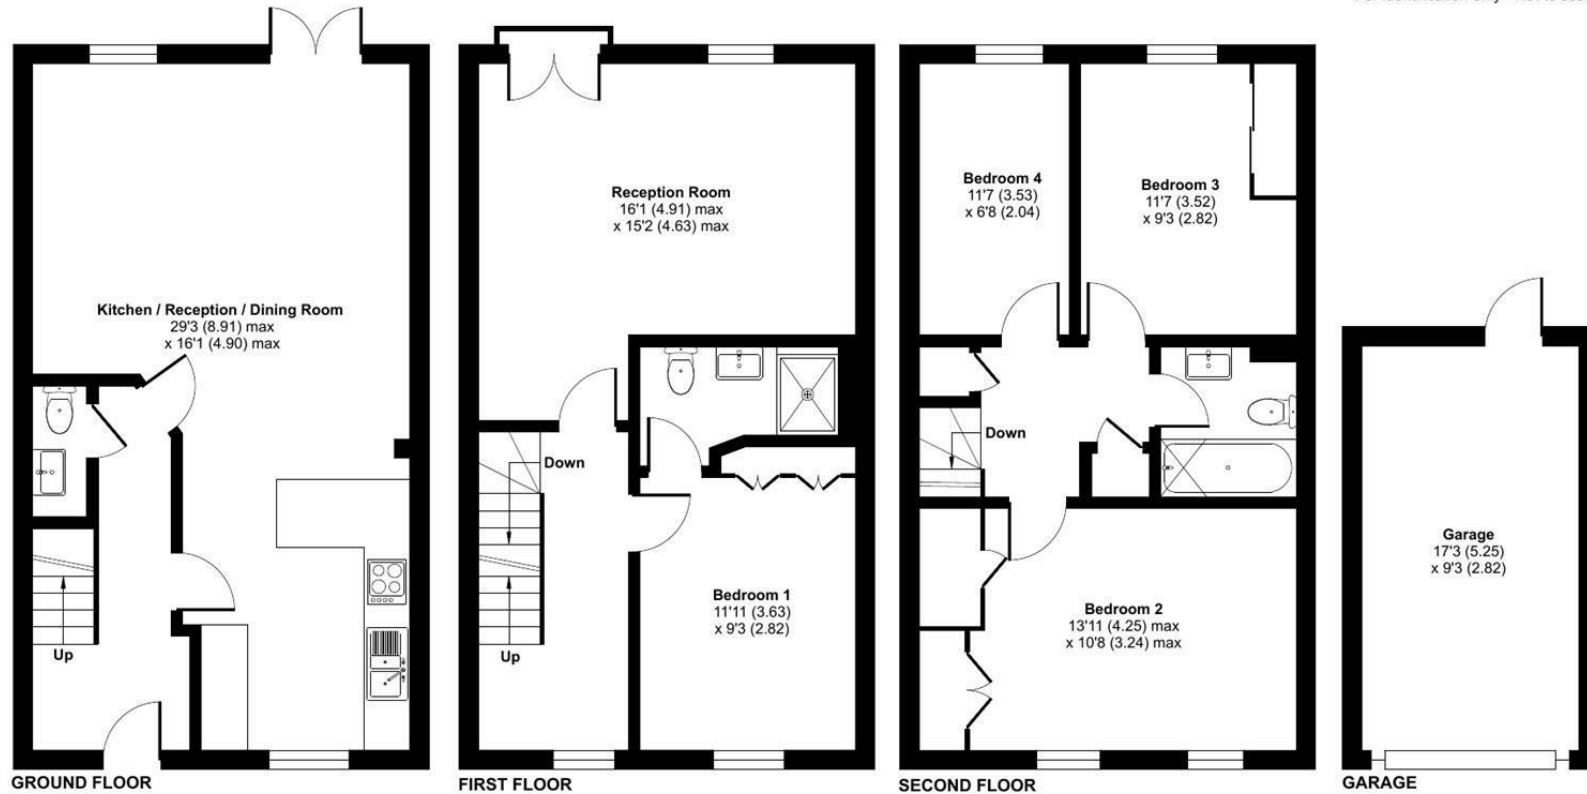 Kitchen / Reception / Dining Room
29'3 (8.91) max
x 16'1 (4.90) max
Up
GROUND FLOOR
Reception Room
16'1 (4.91) max
x 15'2 (4.63) max
Down
Up
Bedroom 1
11'11 (3.63)
x 9'3 (2.82)
FIRST FLOOR
Bedroom 4
11'7 (3.53)
x 6'8 (2.04)
Bedroom 3
11'7 (3.52)
x 9'3 (2.82)
Down
Bedroom 2
13'11 (4.25) max
x 10'8 (3.24) max
SECOND FLOOR
Garage
17'3 (5.25)
x 9'3 (2.82)
GARAGE